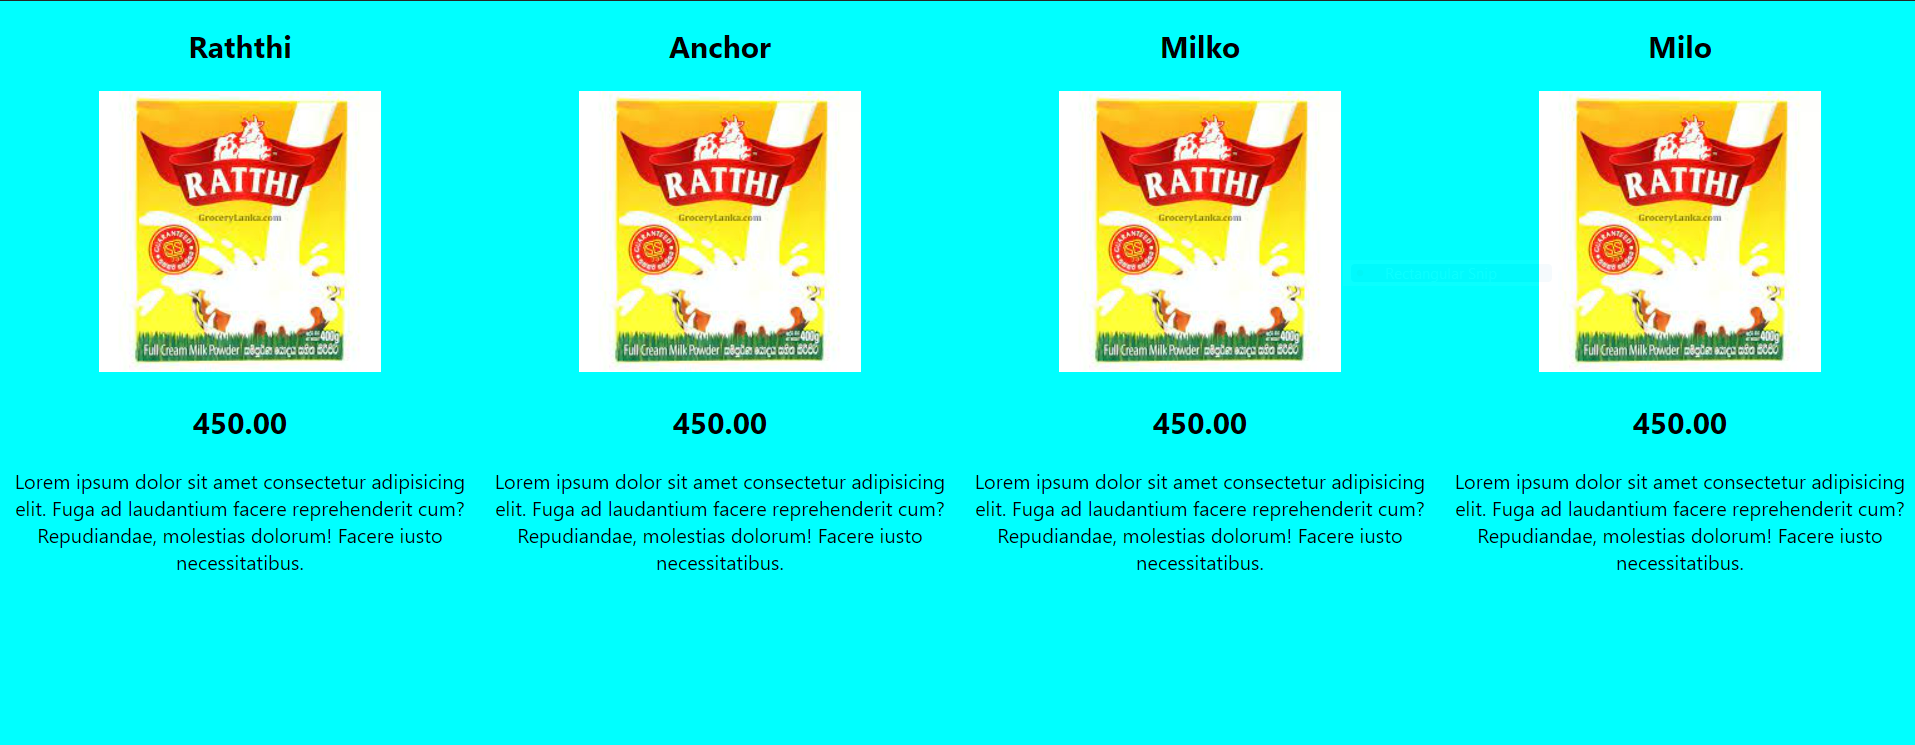 Raththi
RATTHI
GroceryLanka.com
GUARANTEED
400g
Full Cream Milk Powder
450.00
Lorem ipsum dolor sit amet consectetur adipisicing
elit. Fuga ad laudantium facere reprehenderit cum?
Repudiandae, molestias dolorum! Facere iusto
necessitatibus.
Anchor
RATTHI
GroceryLanka.com
GUARANTEED
400g
Full Cream Milk Powder
450.00
Lorem ipsum dolor sit amet consectetur adipisicing
elit. Fuga ad laudantium facere reprehenderit cum?
Repudiandae, molestias dolorum! Facere iusto
necessitatibus.
Milko
RATTHI
GroceryLanka.com
GUARANTEED
400g
Full Cream Milk Powder
450.00
Lorem ipsum dolor sit amet consectetur adipisicing
elit. Fuga ad laudantium facere reprehenderit cum?
Repudiandae, molestias dolorum! Facere iusto
necessitatibus.
Milo
RATTHI
GroceryLanka.com
GUARANTEED
400g
Full Cream Milk Powder
450.00
Lorem ipsum dolor sit amet consectetur adipisicing
elit. Fuga ad laudantium facere reprehenderit cum?
Repudiandae, molestias dolorum! Facere iusto
necessitatibus.